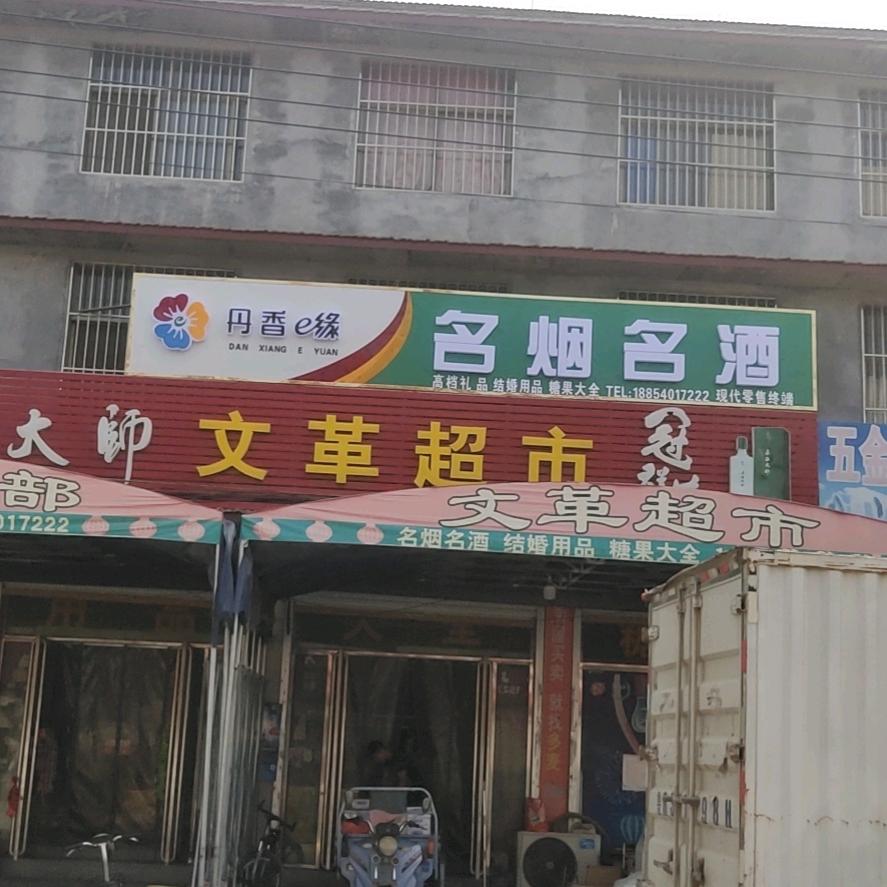 丹香e缘
DAN XIANG E YUAN
名烟名酒
高档礼品 结婚用品 糖果大全 TEL:18854017222 现代零售终端
大师 文革超市 冠
五金
部 文革超市
017222 名烟名酒 结婚用品 糖果大全